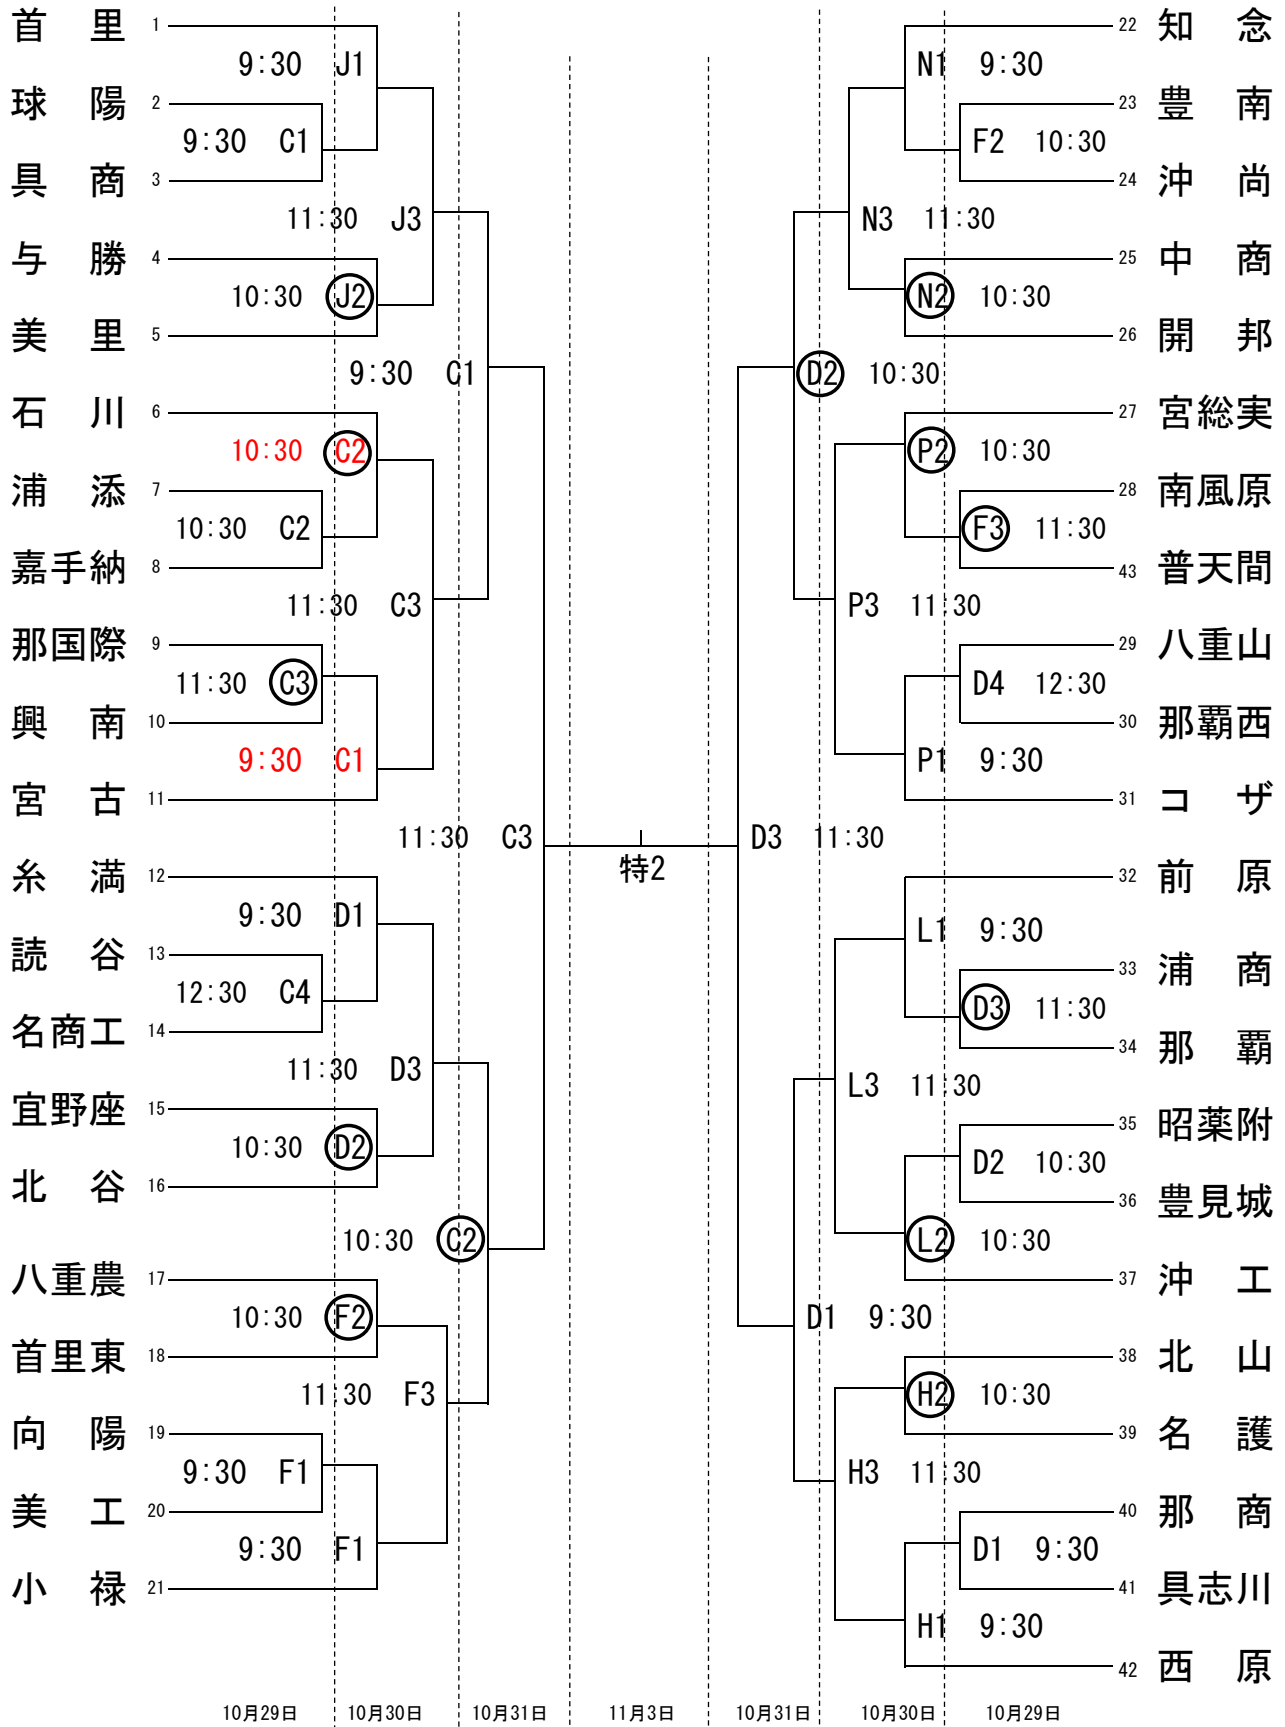 首里 1
9:30 J1
球陽 2
9:30 C1
具商 3
11:30 J3
与勝 4
10:30 J2
美里 5
9:30 C1
石川 6
10:30 C2
浦添 7
10:30 C2
嘉手納 8
11:30 C3
那国際 9
11:30 C3
興南 10
9:30 C1
宮古 11
11:30 C3
糸満 12
9:30 D1
読谷 13
12:30 C4
名商工 14
11:30 D3
宜野座 15
10:30 D2
北谷 16
10:30 C2
八重農 17
10:30 F2
首里東 18
11:30 F3
向陽 19
9:30 F1
美工 20
9:30 F1
小禄 21
特2
22 知念
N1 9:30
23 豊南
F2 10:30
24 沖尚
N3 11:30
25 中商
N2 10:30
26 開邦
D2 10:30
27 宮総実
P2 10:30
28 南風原
F3 11:30
43 普天間
P3 11:30
29 八重山
D4 12:30
30 那覇西
P1 9:30
31 コザ
D3 11:30
32 前原
L1 9:30
33 浦商
D3 11:30
34 那覇
L3 11:30
35 昭薬附
D2 10:30
36 豊見城
L2 10:30
37 沖工
D1 9:30
38 北山
H2 10:30
39 名護
H3 11:30
40 那商
D1 9:30
41 具志川
H1 9:30
42 西原
10月29日 10月30日 10月31日 11月3日 10月31日 10月30日 10月29日